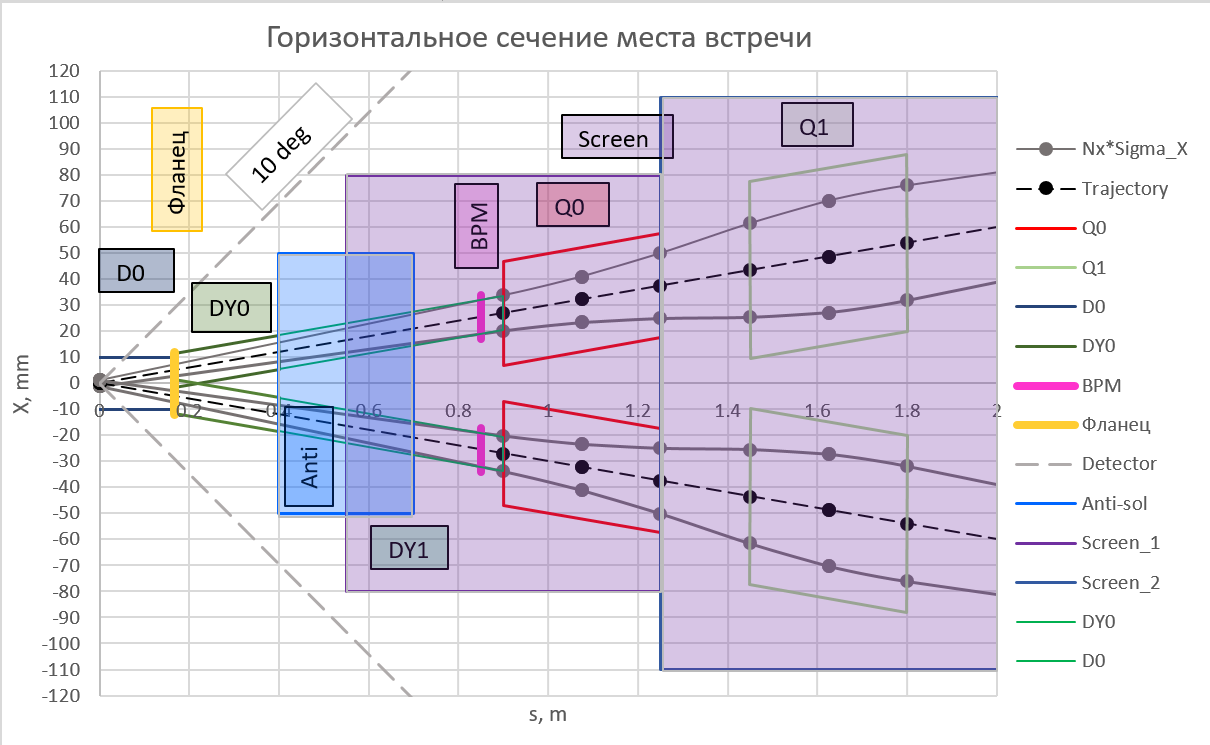 Горизонтальное сечение места встречи
120
110
100
90
80
70
60
50
40
30
20
10
0
-10
-20
-30
-40
-50
-60
-70
-80
-90
-100
-110
-120
X, mm
0
0.2
0.4
0.6
0.8
1
1.2
1.4
1.6
1.8
2
s, m
Фланец
10 deg
D0
DY0
Anti
DY1
BPM
Q0
Screen
Q1
Nx*Sigma_X
Trajectory
Q0
Q1
D0
DY0
BPM
Фланец
Detector
Anti-sol
Screen_1
Screen_2
DY0
D0